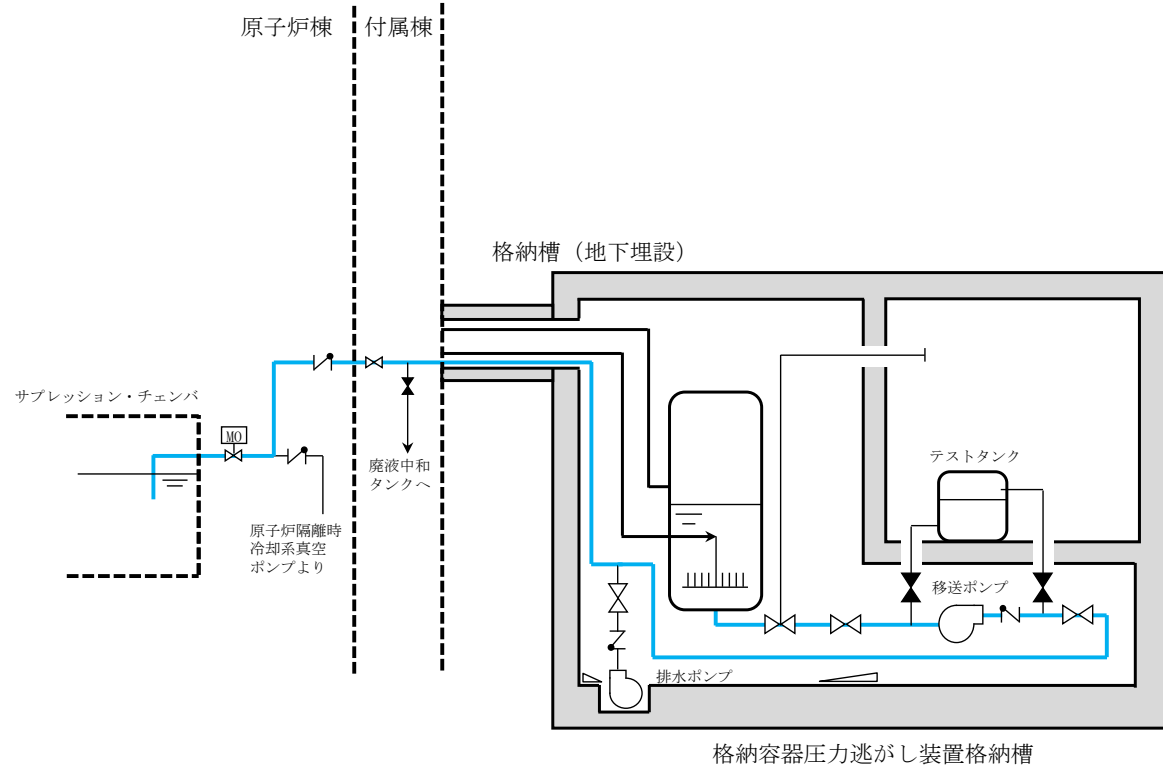 原子炉棟
付属棟
格納槽（地下埋設）
サプレッション・チェンバ
MO
廃液中和
タンクへ
テストタンク
原子炉隔離時
冷却系真空
ポンプより
移送ポンプ
排水ポンプ
格納容器圧力逃がし装置格納槽